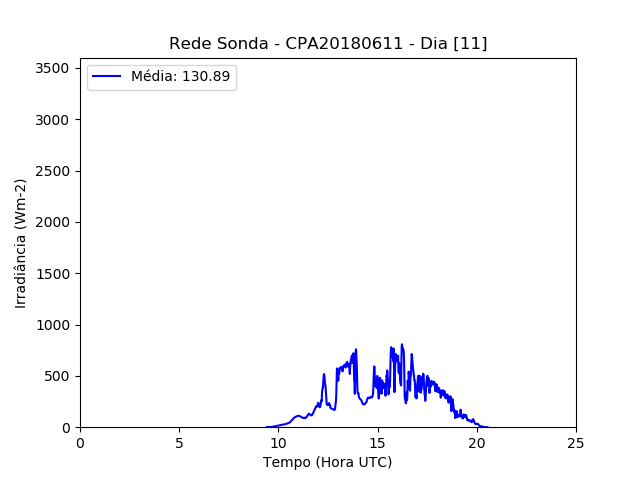 Rede Sonda - CPA20180611 - Dia [11]
Média: 130.89
3500
3000
2500
2000
1500
1000
500
0
Irradiância (Wm-2)
0 5 10 15 20 25
Tempo (Hora UTC)